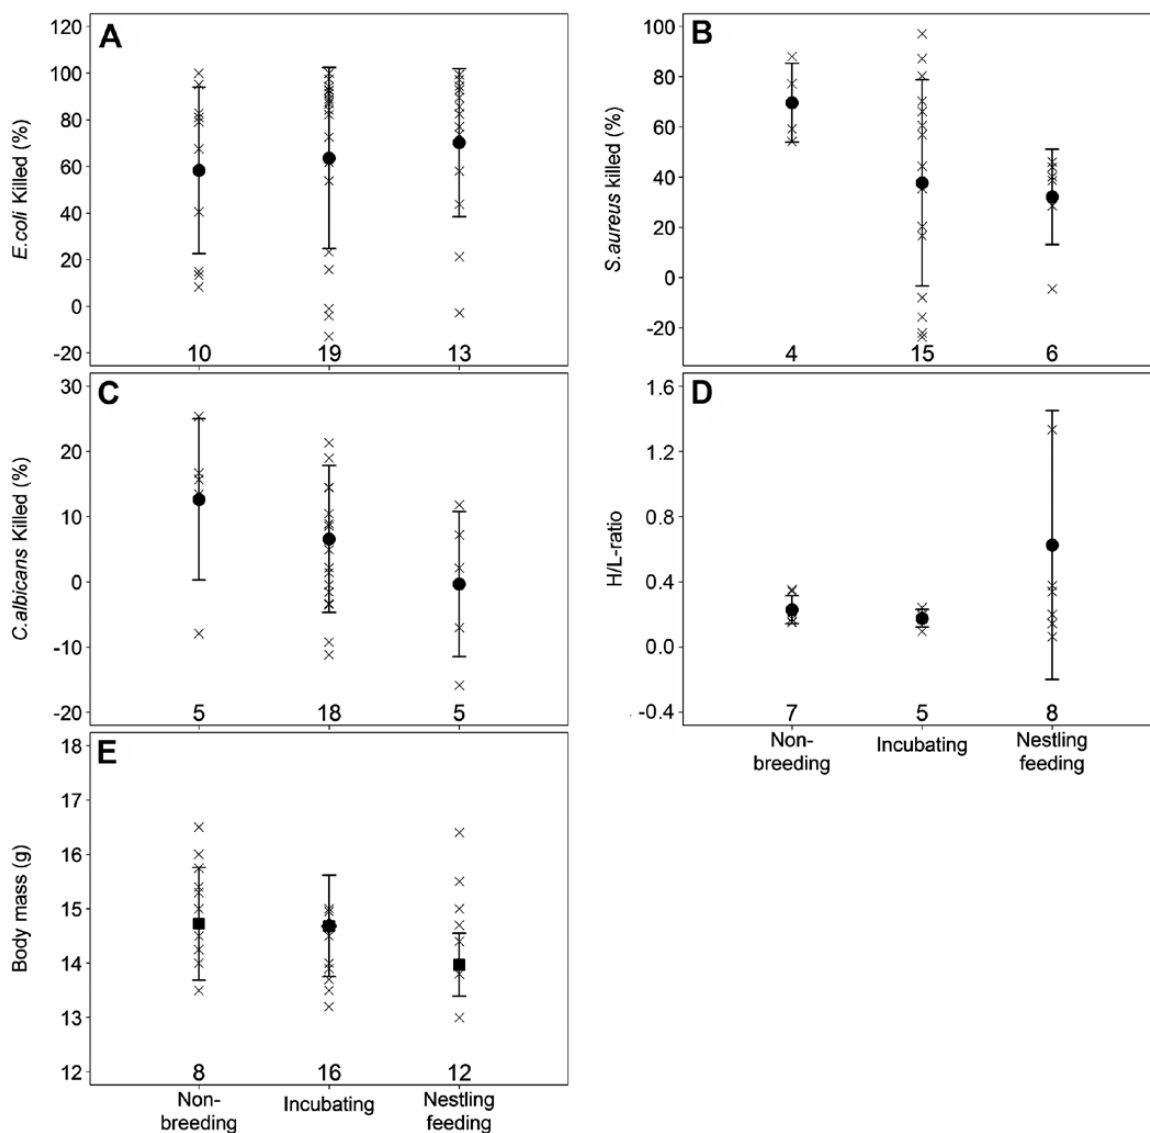 A
E.coli Killed (%)
120
100
80
60
40
20
0
-20
10 19 13
B
S.aureus killed (%)
100
80
60
40
20
0
-20
4 15 6
C
C.albicans Killed (%)
30
20
10
0
-10
-20
5 18 5
D
H/L-ratio
1.6
1.2
0.8
0.4
0.0
-0.4
7 5 8
Non-
breeding
Incubating
Nestling
feeding
E
Body mass (g)
18
17
16
15
14
13
12
8 16 12
Non-
breeding
Incubating
Nestling
feeding